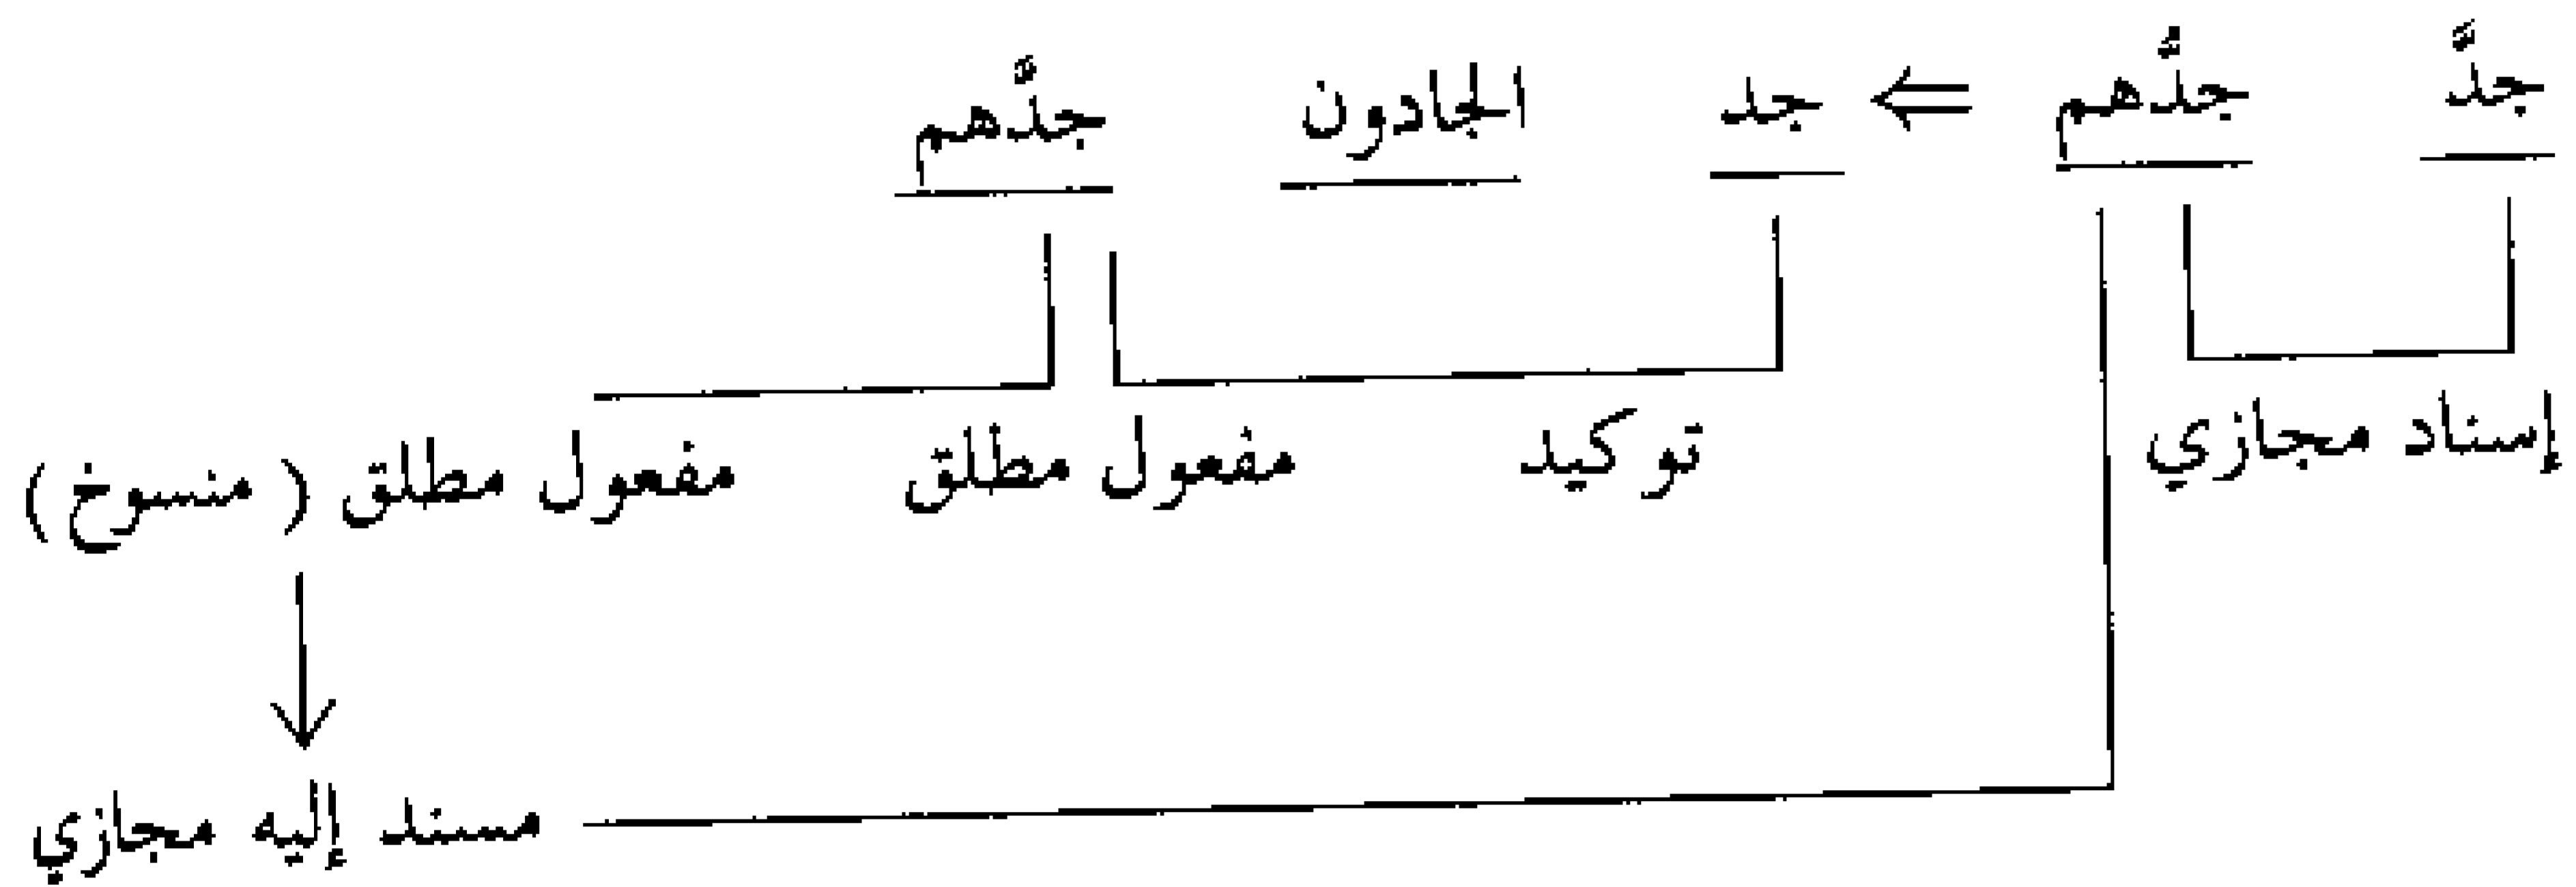 جدَّ جدُّهم ⇐ جد الجادون جدَّهم
إسناد مجازي توكيد مفعول مطلق مفعول مطلق ( منسوخ )
مسند إليه مجازي